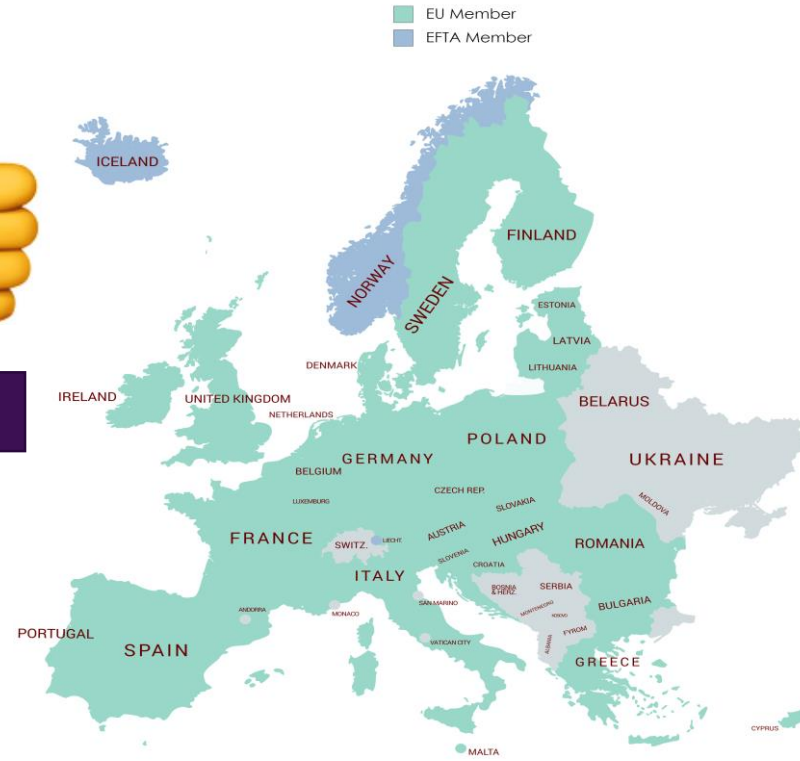 EU Member
EFTA Member
ICELAND
FINLAND
NORWAY
SWEDEN
ESTONIA
LATVIA
DENMARK
LITHUANIA
IRELAND
UNITED KINGDOM
BELARUS
NETHERLANDS
POLAND
GERMANY
UKRAINE
BELGIUM
CZECH REP.
LUXEMBURG
SLOVAKIA
MOLDOVA
AUSTRIA
HUNGARY
FRANCE
SWITZ.
LIECHT.
ROMANIA
SLOVENIA
CROATIA
ITALY
BOSNIA
& HERZ.
SERBIA
SAN MARINO
BULGARIA
ANDORRA
MONACO
MONTENEGRO
KOSOVO
PORTUGAL
FYROM
VATICAN CITY
ALBANIA
SPAIN
GREECE
CYPRUS
MALTA